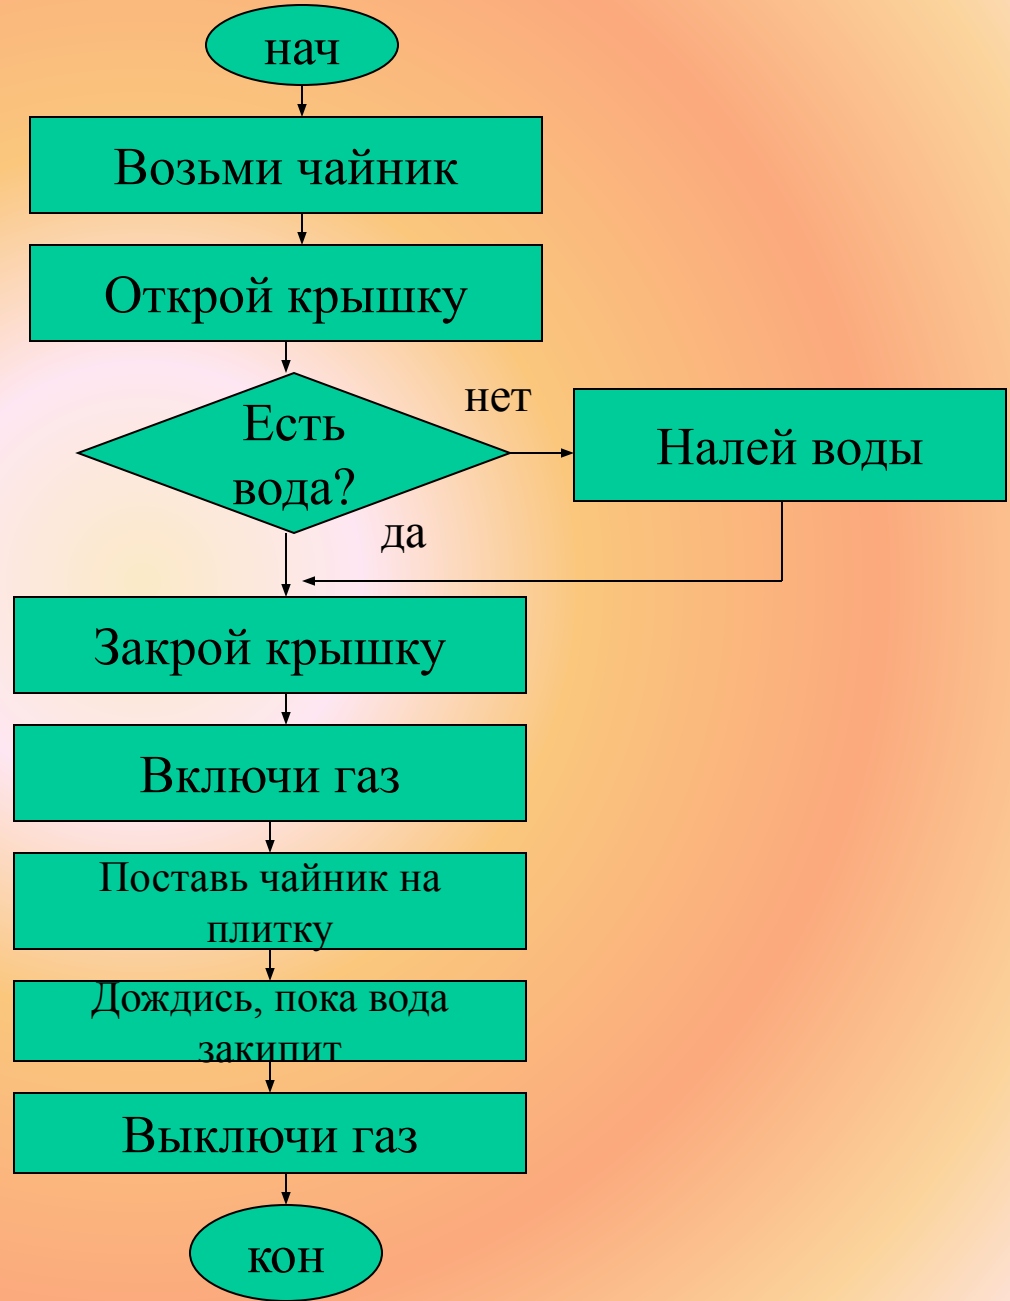 нач
Возьми чайник
Открой крышку
нет
Есть
вода?
Налей воды
да
Закрой крышку
Включи газ
Поставь чайник на
плитку
Дождись, пока вода
закипит
Выключи газ
кон